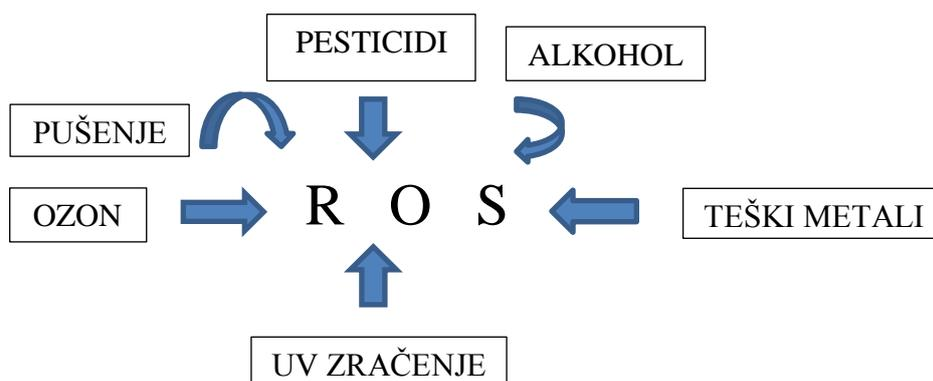 PESTICIDI
ALKOHOL
PUŠENJE
OZON
R O S
TEŠKI METALI
UV ZRAČENJE